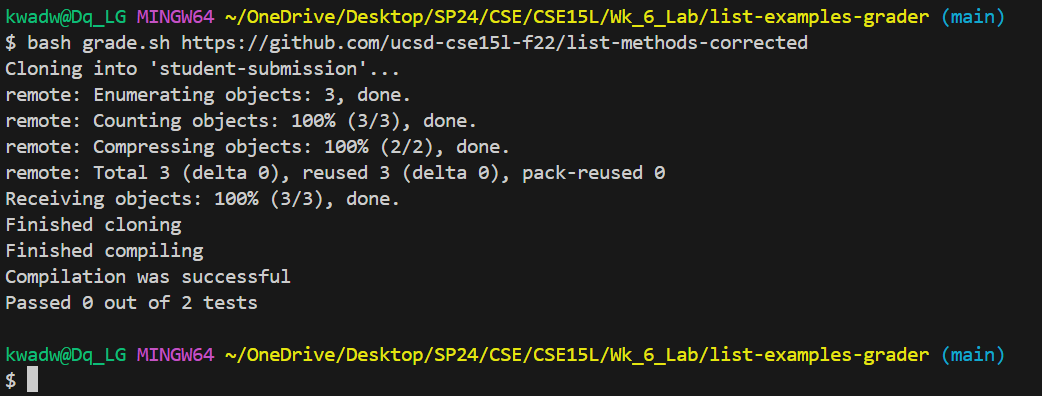 kwadw@Dq_LG MINGW64 ~/OneDrive/Desktop/SP24/CSE/CSE15L/Wk_6_Lab/list-examples-grader (main)
$ bash grade.sh https://github.com/ucsd-cse15l-f22/list-methods-corrected
Cloning into 'student-submission'...
remote: Enumerating objects: 3, done.
remote: Counting objects: 100% (3/3), done.
remote: Compressing objects: 100% (2/2), done.
remote: Total 3 (delta 0), reused 3 (delta 0), pack-reused 0
Receiving objects: 100% (3/3), done.
Finished cloning
Finished compiling
Compilation was successful
Passed 0 out of 2 tests
kwadw@Dq_LG MINGW64 ~/OneDrive/Desktop/SP24/CSE/CSE15L/Wk_6_Lab/list-examples-grader (main)
$